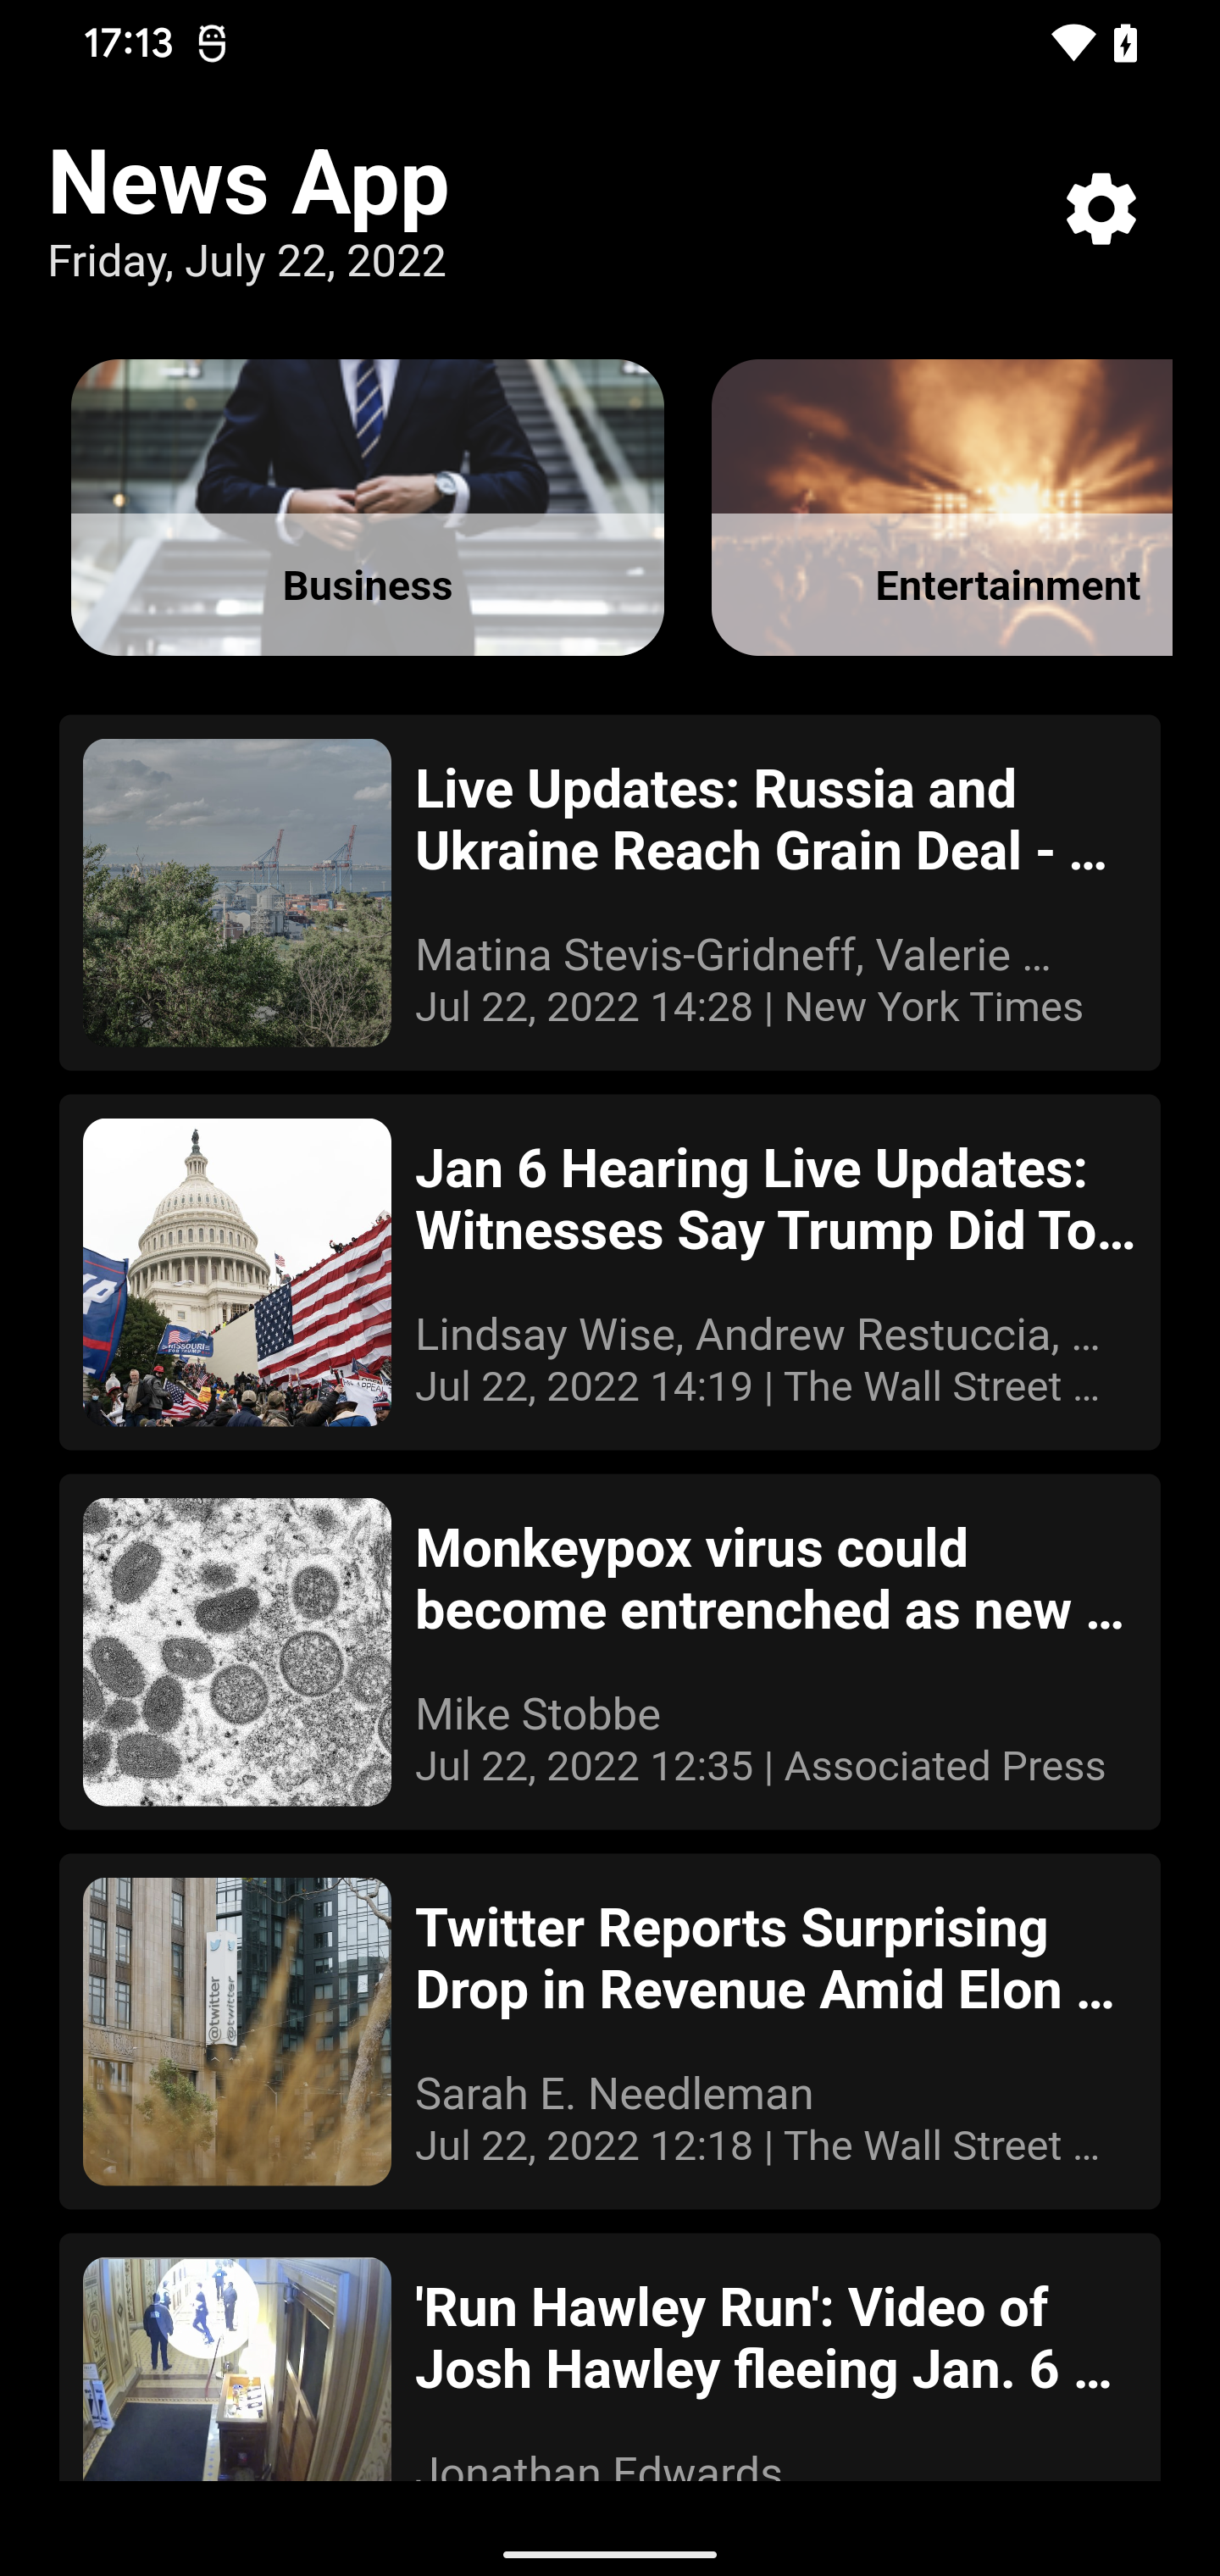 17:13
News App
Friday, July 22, 2022
Business
Entertainment
Live Updates: Russia and
Ukraine Reach Grain Deal - …
Matina Stevis-Gridneff, Valerie …
Jul 22, 2022 14:28 | New York Times
Jan 6 Hearing Live Updates:
Witnesses Say Trump Did To…
Lindsay Wise, Andrew Restuccia, …
Jul 22, 2022 14:19 | The Wall Street …
Monkeypox virus could
become entrenched as new …
Mike Stobbe
Jul 22, 2022 12:35 | Associated Press
@twitter
@twitter
Twitter Reports Surprising
Drop in Revenue Amid Elon …
Sarah E. Needleman
Jul 22, 2022 12:18 | The Wall Street …
'Run Hawley Run': Video of
Josh Hawley fleeing Jan. 6 …
Jonathan Edwards